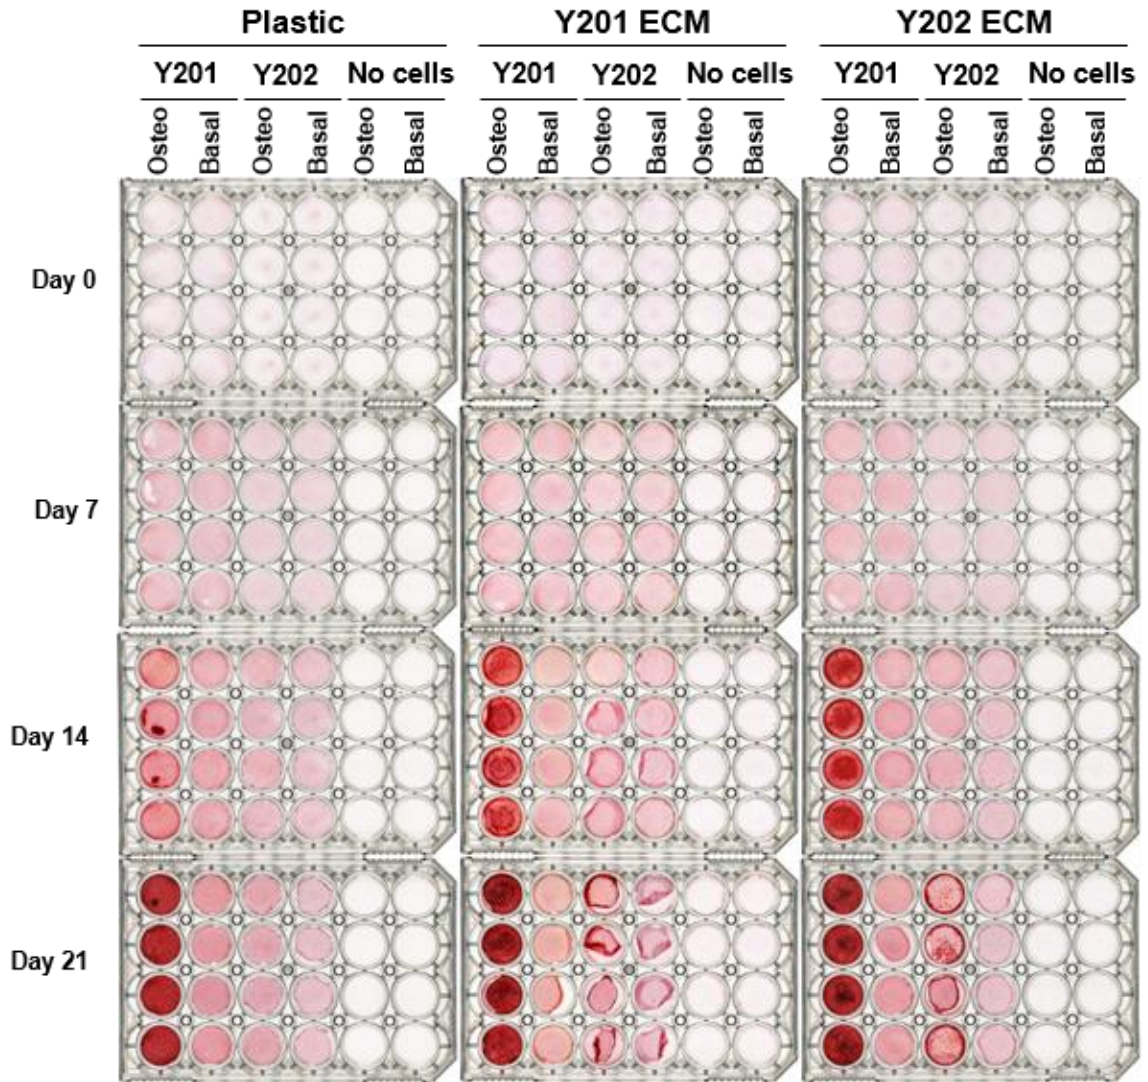 Plastic Y201 ECM Y202 ECM
Y201 Y202 No cells Y201 Y202 No cells Y201 Y202 No cells
Osteo Basal Osteo Basal Osteo Basal Osteo Basal Osteo Basal Osteo Basal Osteo Basal Osteo Basal Osteo Basal
Day 0
Day 7
Day 14
Day 21